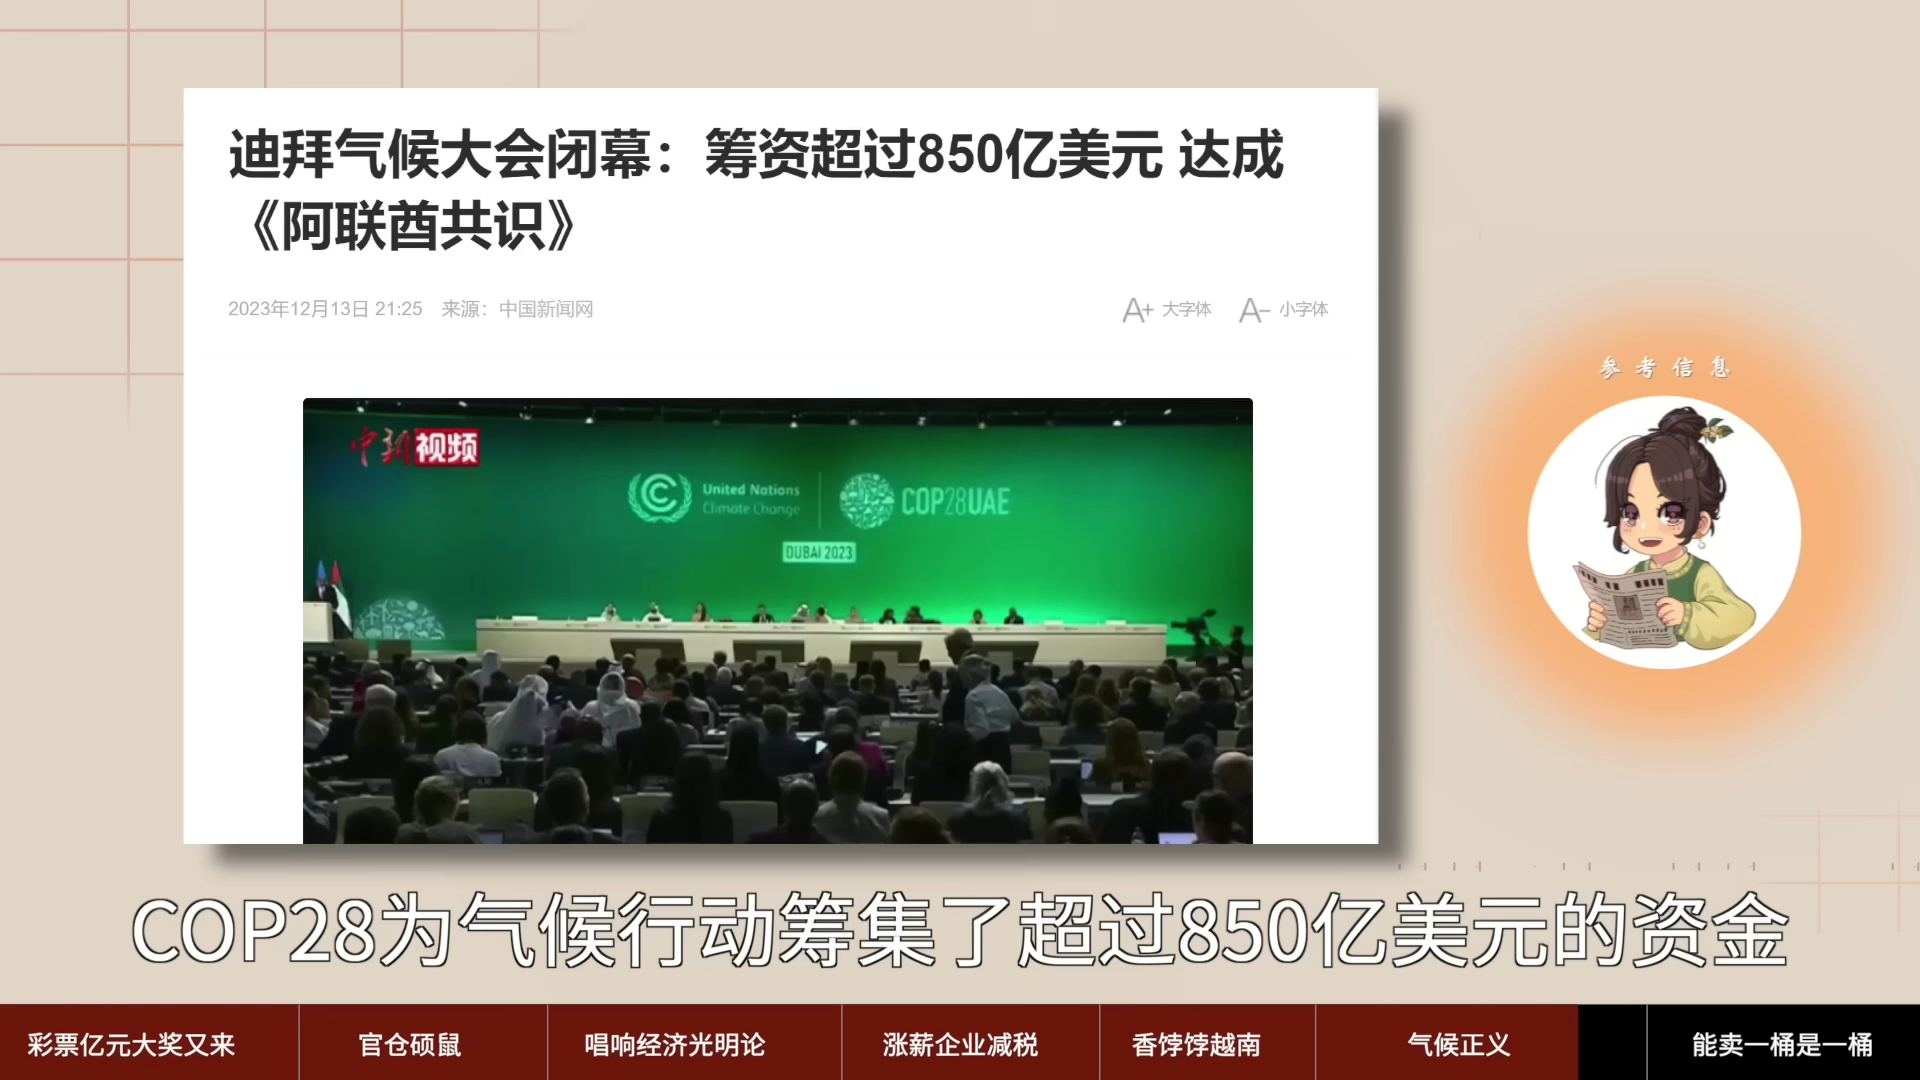 迪拜气候大会闭幕：筹资超过850亿美元 达成
《阿联酋共识》
2023年12月13日 21:25 来源：中国新闻网
A+ 大字体 A- 小字体
中新视频
United Nations
Climate Change
COP28UAE
DUBAI 2023
参考信息
COP28为气候行动筹集了超过850亿美元的资金
彩票亿元大奖又来 官仓硕鼠 唱响经济光明论 涨薪企业减税 香饽饽越南 气候正义 能卖一桶是一桶